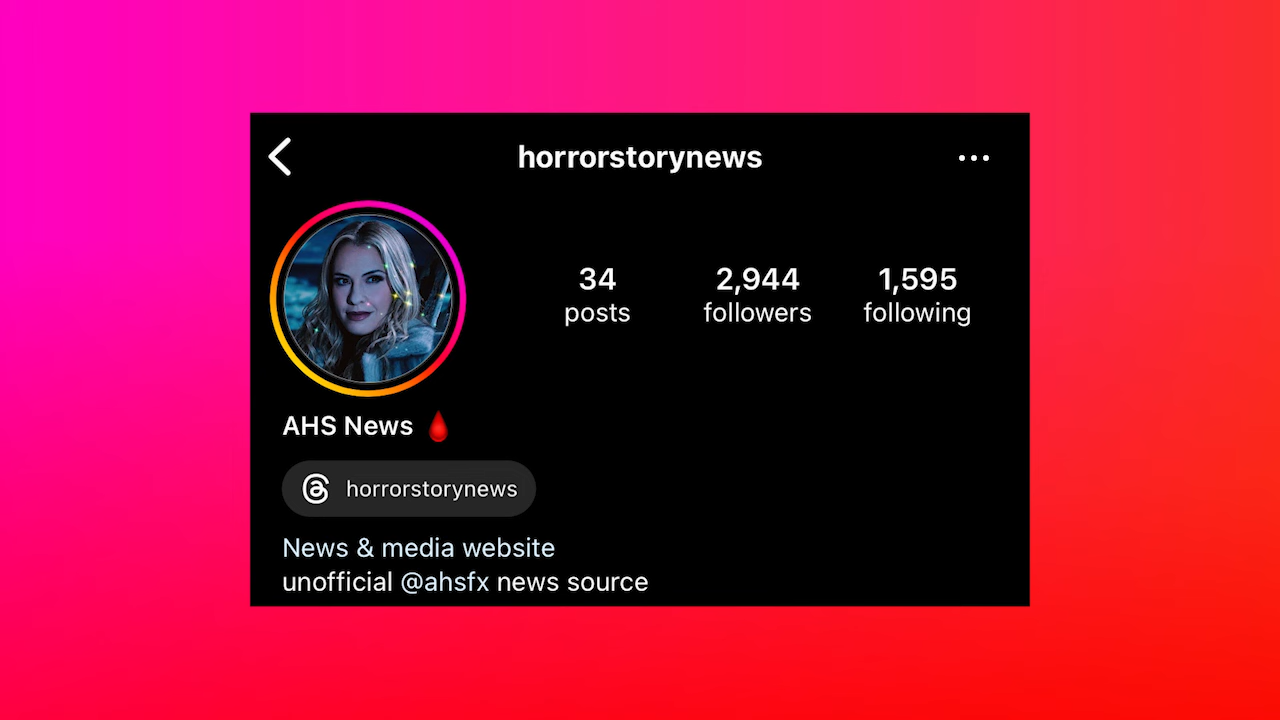 horrorstorynews
34 2,944 1,595
posts followers following
AHS News
horrorstorynews
News & media website
unofficial @ahsfx news source